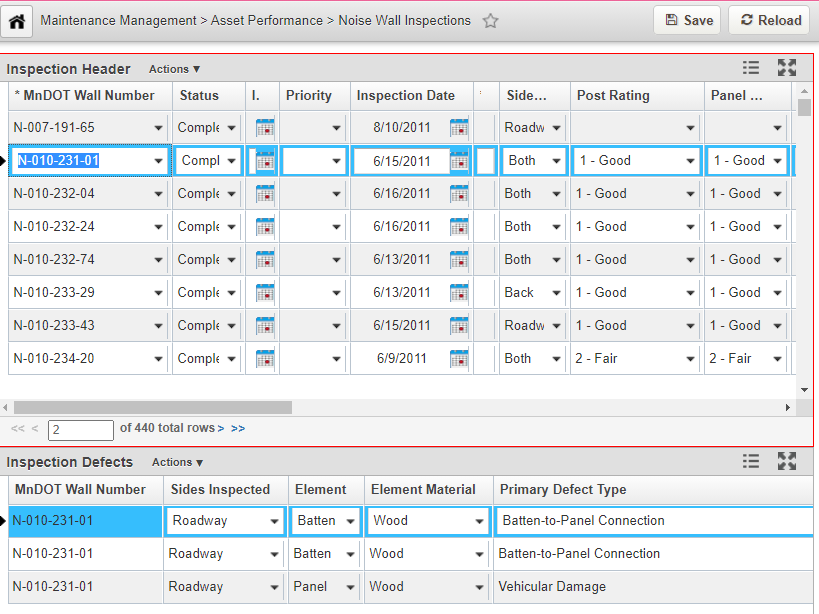 Maintenance Management > Asset Performance > Noise Wall Inspections Save Reload
Inspection Header Actions ▾
* MnDOT Wall Number Status I. Priority Inspection Date Side... Post Rating Panel ...
N-007-191-65 Comple 8/10/2011 Roadw
N-010-231-01 Compl 6/15/2011 Both 1 - Good 1 - Good
N-010-232-04 Comple 6/16/2011 Both 1 - Good 1 - Good
N-010-232-24 Comple 6/16/2011 Both 1 - Good 1 - Good
N-010-232-74 Comple 6/13/2011 Both 1 - Good 1 - Good
N-010-233-29 Comple 6/13/2011 Back 1 - Good 1 - Good
N-010-233-43 Comple 6/15/2011 Roadw 1 - Good 1 - Good
N-010-234-20 Comple 6/9/2011 Both 2 - Fair 2 - Fair
<< < 2 of 440 total rows > >>
Inspection Defects Actions ▾
MnDOT Wall Number Sides Inspected Element Element Material Primary Defect Type
N-010-231-01 Roadway Batten Wood Batten-to-Panel Connection
N-010-231-01 Roadway Batten Wood Batten-to-Panel Connection
N-010-231-01 Roadway Panel Wood Vehicular Damage